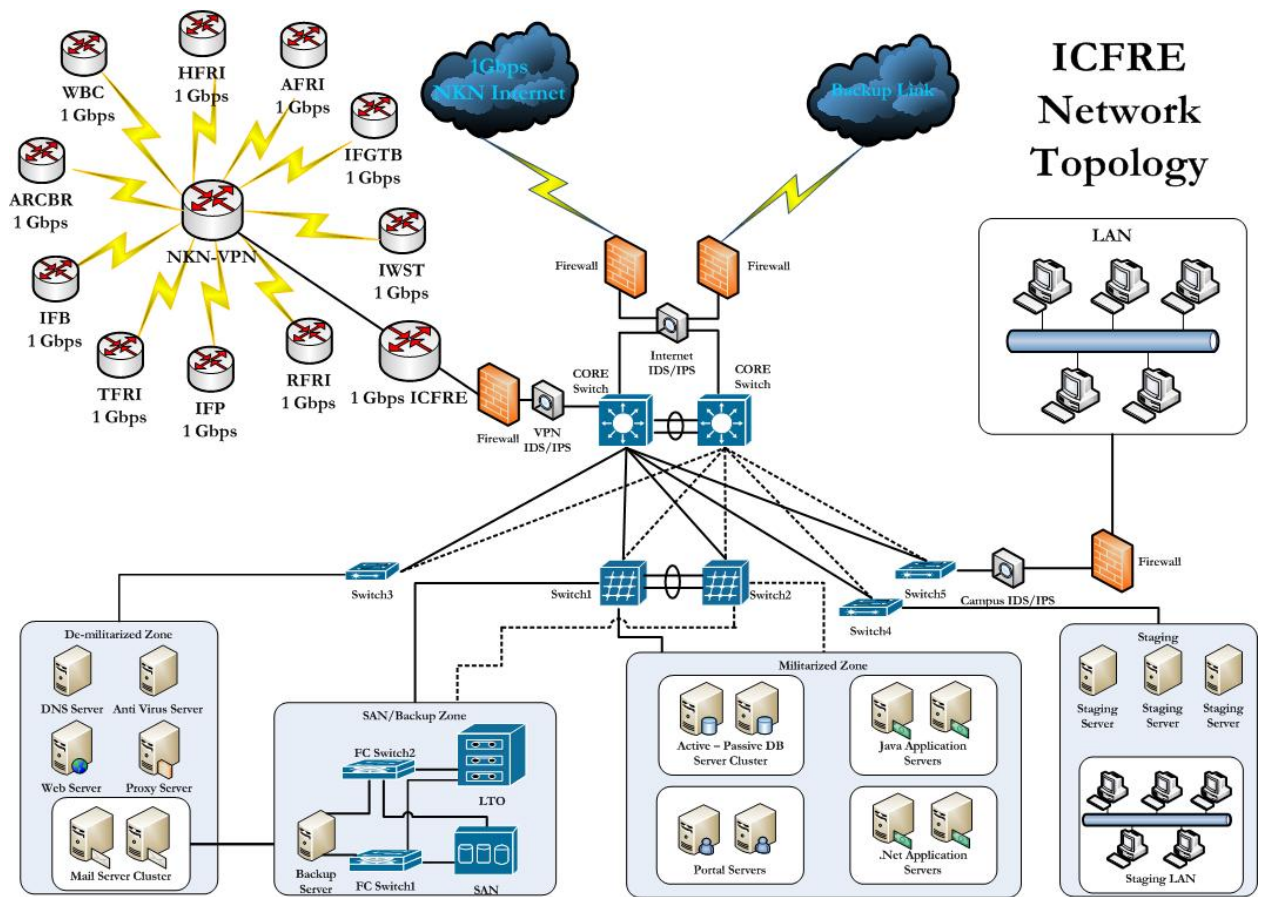 ICFRE
Network
Topology
WBC
1 Gbps
HFRI
1 Gbps
AFRI
1 Gbps
IFGTB
1 Gbps
ARCBR
1 Gbps
NKN-VPN
IWST
1 Gbps
IFB
1 Gbps
TFRI
1 Gbps
IFP
1 Gbps
RFRI
1 Gbps
1 Gbps ICFRE
1Gbps
NKN Internet
Backup Link
Firewall
Firewall
Internet
IDS/IPS
CORE
Switch
CORE
Switch
Firewall
VPN
IDS/IPS
LAN
Firewall
Switch3
Switch1
Switch2
Switch4
Switch5
Campus IDS/IPS
De-militarized Zone
DNS Server
Anti Virus Server
Web Server
Proxy Server
Mail Server Cluster
SAN/Backup Zone
FC Switch2
LTO
Backup
Server
FC Switch1
SAN
Militarized Zone
Active – Passive DB
Server Cluster
Java Application
Servers
Portal Servers
.Net Application
Servers
Staging
Staging
Server
Staging
Server
Staging
Server
Staging LAN